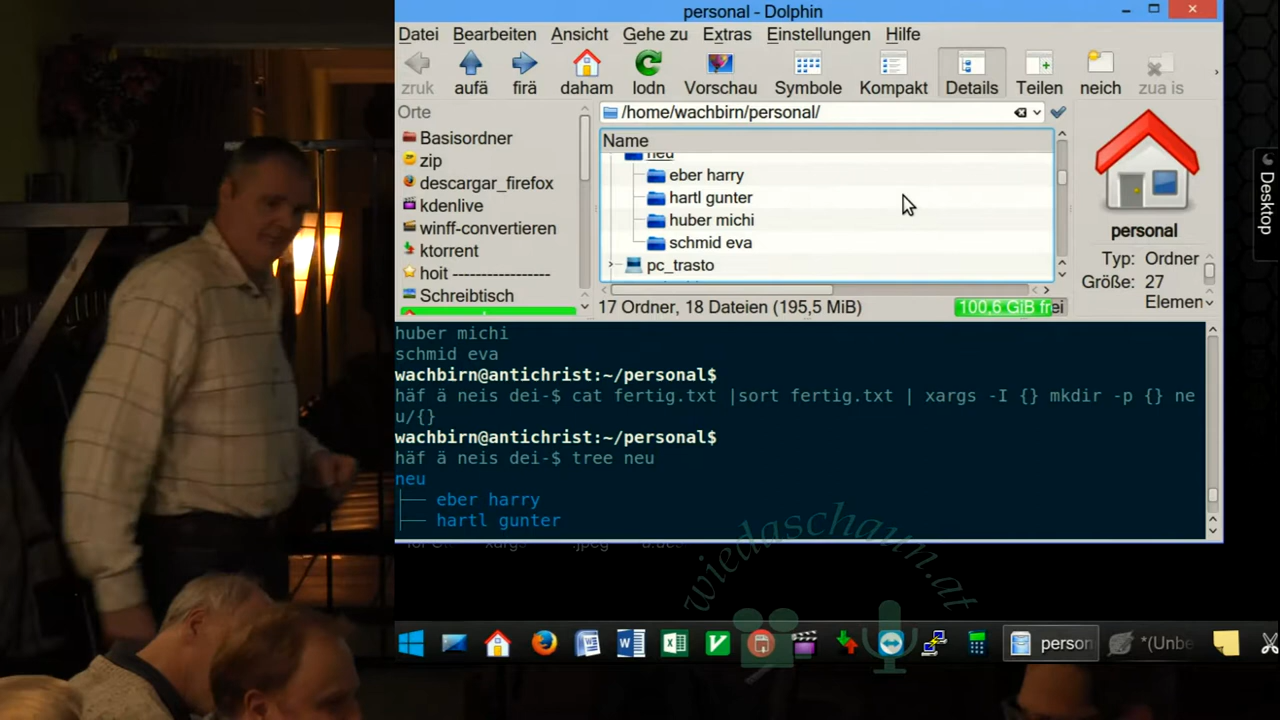 personal - Dolphin
Datei Bearbeiten Ansicht Gehe zu Extras Einstellungen Hilfe
zruk aufä firä daham lodn Vorschau Symbole Kompakt Details Teilen neich zua is
Orte
Basisordner
zip
descargar_firefox
kdenlive
winff-convertieren
ktorrent
hoit -----------------
Schreibtisch
/home/wachbirn/personal/
Name
neu
eber harry
hartl gunter
huber michi
schmid eva
pc_trasto
17 Ordner, 18 Dateien (195,5 MiB)
100,6 GiB frei
personal
Typ: Ordner
Größe: 27
Elemen
Desktop
huber michi
schmid eva
wachbirn@antichrist:~/personal$
häf ä neis dei-$ cat fertig.txt |sort fertig.txt | xargs -I {} mkdir -p {} ne
u/{}
wachbirn@antichrist:~/personal$
häf ä neis dei-$ tree neu
neu
├── eber harry
├── hartl gunter
wiedaschaun.at
person
*(Unbe